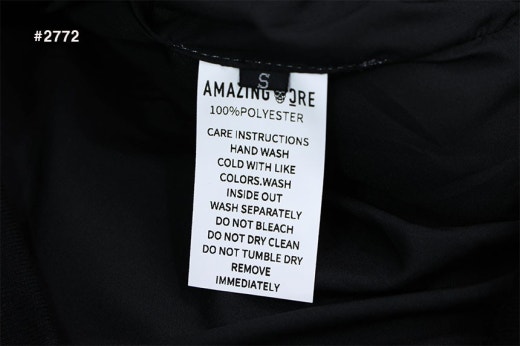 #2772
S
AMAZING ORE
100%POLYESTER
CARE INSTRUCTIONS
HAND WASH
COLD WITH LIKE
COLORS.WASH
INSIDE OUT
WASH SEPARATELY
DO NOT BLEACH
DO NOT DRY CLEAN
DO NOT TUMBLE DRY
REMOVE
IMMEDIATELY